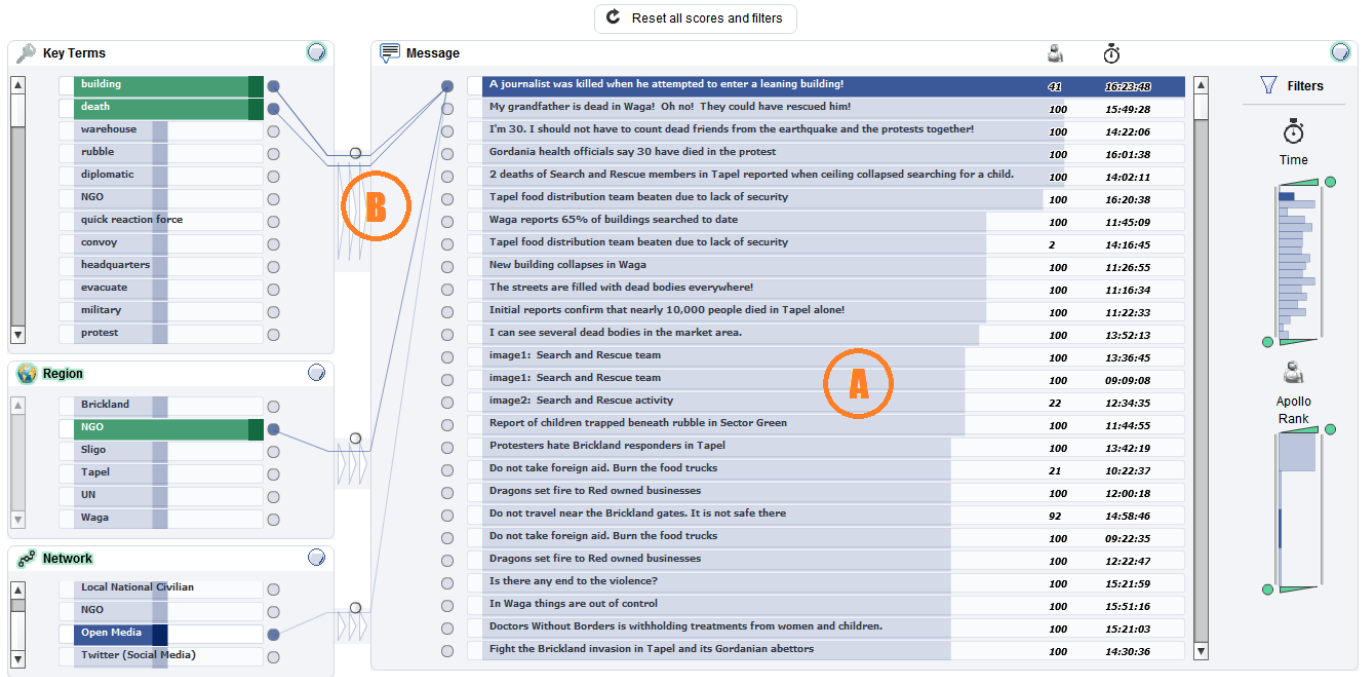 Reset all scores and filters
Key Terms
building
death
warehouse
rubble
diplomatic
NGO
quick reaction force
convoy
headquarters
evacuate
military
protest
Region
Brickland
NGO
Sligo
Tapel
UN
Waga
Network
Local National Civilian
NGO
Open Media
Twitter (Social Media)
B
Message
A journalist was killed when he attempted to enter a leaning building! 41 16:23:48
My grandfather is dead in Waga! Oh no! They could have rescued him! 100 15:49:28
I'm 30. I should not have to count dead friends from the earthquake and the protests together! 100 14:22:06
Gordania health officials say 30 have died in the protest 100 16:01:38
2 deaths of Search and Rescue members in Tapel reported when ceiling collapsed searching for a child. 100 14:02:11
Tapel food distribution team beaten due to lack of security 100 16:20:38
Waga reports 65% of buildings searched to date 100 11:45:09
Tapel food distribution team beaten due to lack of security 2 14:16:45
New building collapses in Waga 100 11:26:55
The streets are filled with dead bodies everywhere! 100 11:16:34
Initial reports confirm that nearly 10,000 people died in Tapel alone! 100 11:22:33
I can see several dead bodies in the market area. 100 13:52:13
image1: Search and Rescue team 100 13:36:45
image1: Search and Rescue team 100 09:09:08
image2: Search and Rescue activity 22 12:34:35
Report of children trapped beneath rubble in Sector Green 100 11:44:55
Protesters hate Brickland responders in Tapel 100 13:42:19
Do not take foreign aid. Burn the food trucks 21 10:22:37
Dragons set fire to Red owned businesses 100 12:00:18
Do not travel near the Brickland gates. It is not safe there 92 14:58:46
Do not take foreign aid. Burn the food trucks 100 09:22:35
Dragons set fire to Red owned businesses 100 12:22:47
Is there any end to the violence? 100 15:21:59
In Waga things are out of control 100 15:51:16
Doctors Without Borders is withholding treatments from women and children. 100 15:21:03
Fight the Brickland invasion in Tapel and its Gordanian abettors 100 14:30:36
A
Filters
Time
Apollo
Rank